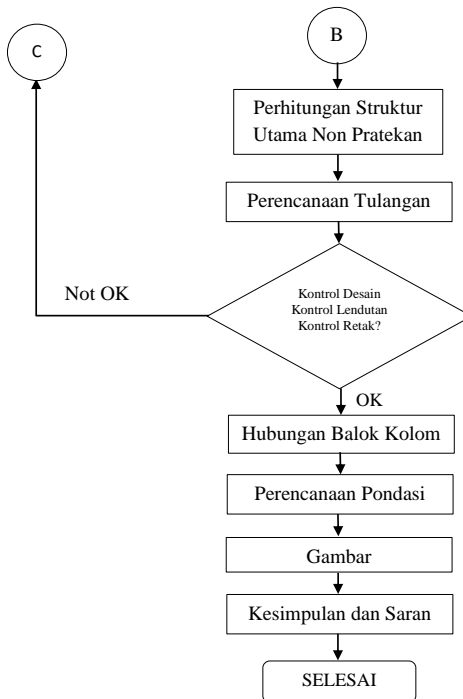 C
B
Perhitungan Struktur
Utama Non Pratekan
Perencanaan Tulangan
Kontrol Desain
Kontrol Lendutan
Kontrol Retak?
Not OK
OK
Hubungan Balok Kolom
Perencanaan Pondasi
Gambar
Kesimpulan dan Saran
SELESAI